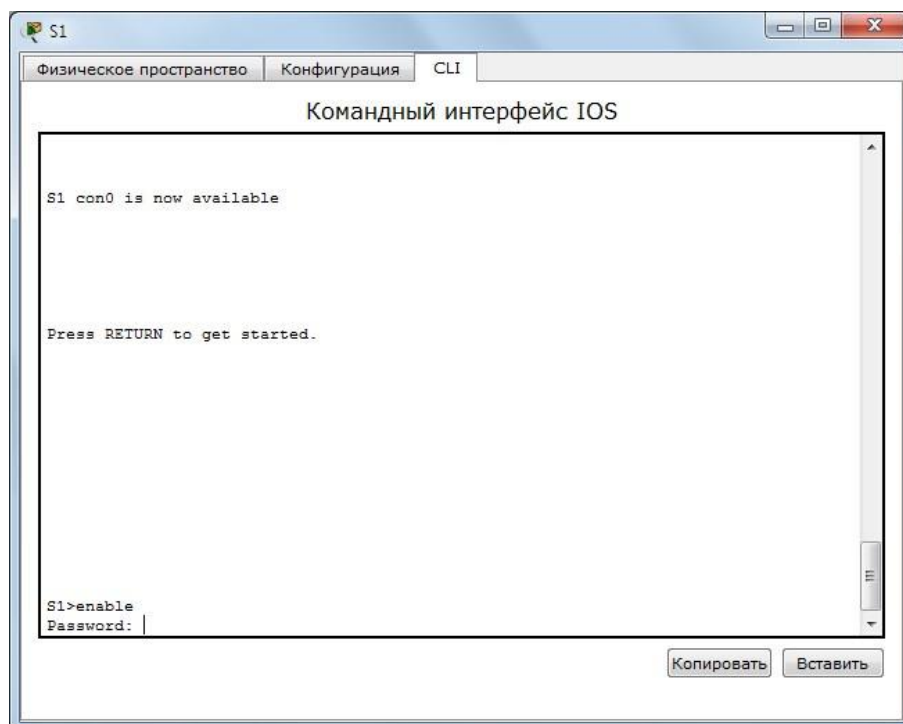 S1
Физическое пространство Конфигурация CLI
Командный интерфейс IOS
S1 con0 is now available
Press RETURN to get started.
S1>enable
Password:
Копировать Вставить